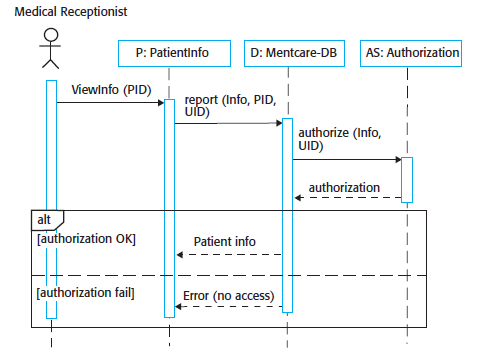 Medical Receptionist
P: PatientInfo
D: Mentcare-DB
AS: Authorization
ViewInfo (PID)
report (Info, PID,
UID)
authorize (Info,
UID)
authorization
alt
[authorization OK]
Patient info
[authorization fail]
Error (no access)